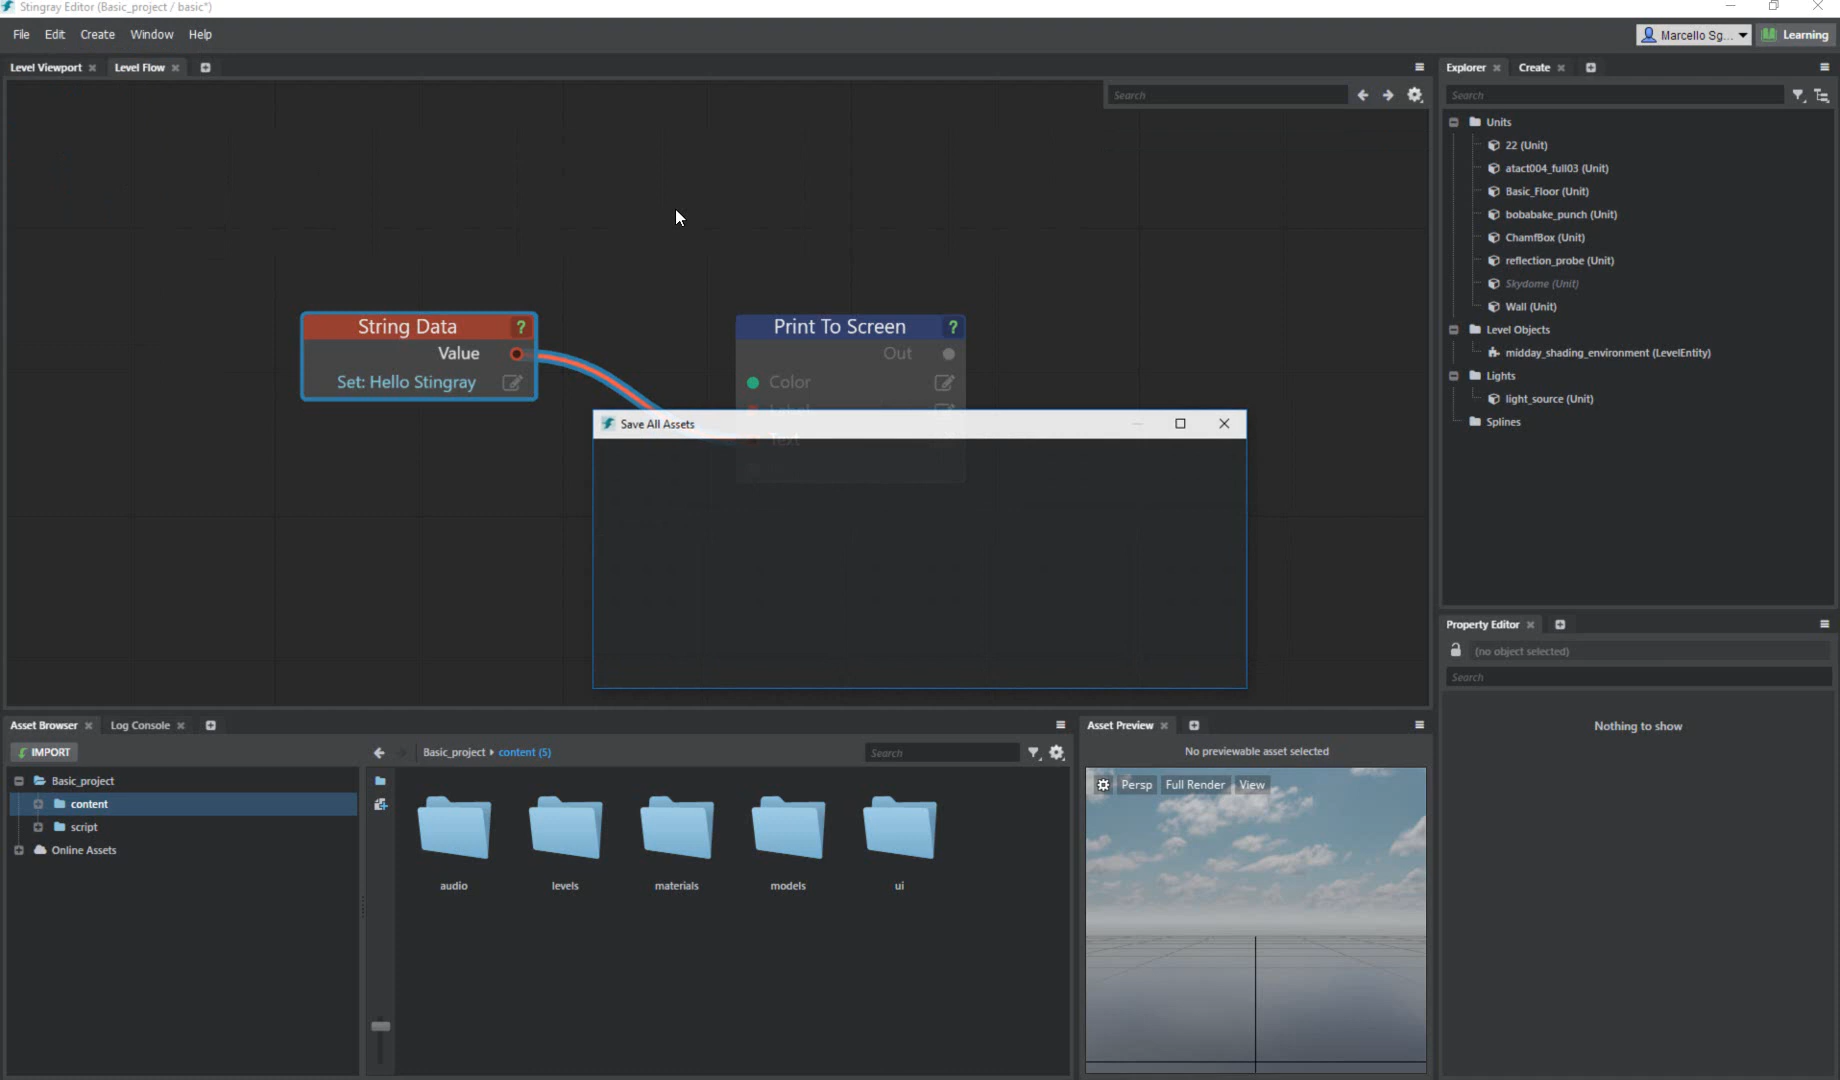 Stingray Editor (Basic_project / basic*)
File Edit Create Window Help
Marcello Sg... Learning
Level Viewport Level Flow
Search
String Data ?
Value
Set: Hello Stingray
Print To Screen ?
Out
Color
Label
Text
Save All Assets
Explorer Create
Search
Units
22 (Unit)
atact004_full03 (Unit)
Basic_Floor (Unit)
bobabake_punch (Unit)
ChamfBox (Unit)
reflection_probe (Unit)
Skydome (Unit)
Wall (Unit)
Level Objects
midday_shading_environment (LevelEntity)
Lights
light_source (Unit)
Splines
Property Editor
(no object selected)
Search
Nothing to show
Asset Browser Log Console
IMPORT
Basic_project content (5)
Search
Basic_project
content
script
Online Assets
audio
levels
materials
models
ui
Asset Preview
No previewable asset selected
Persp Full Render View